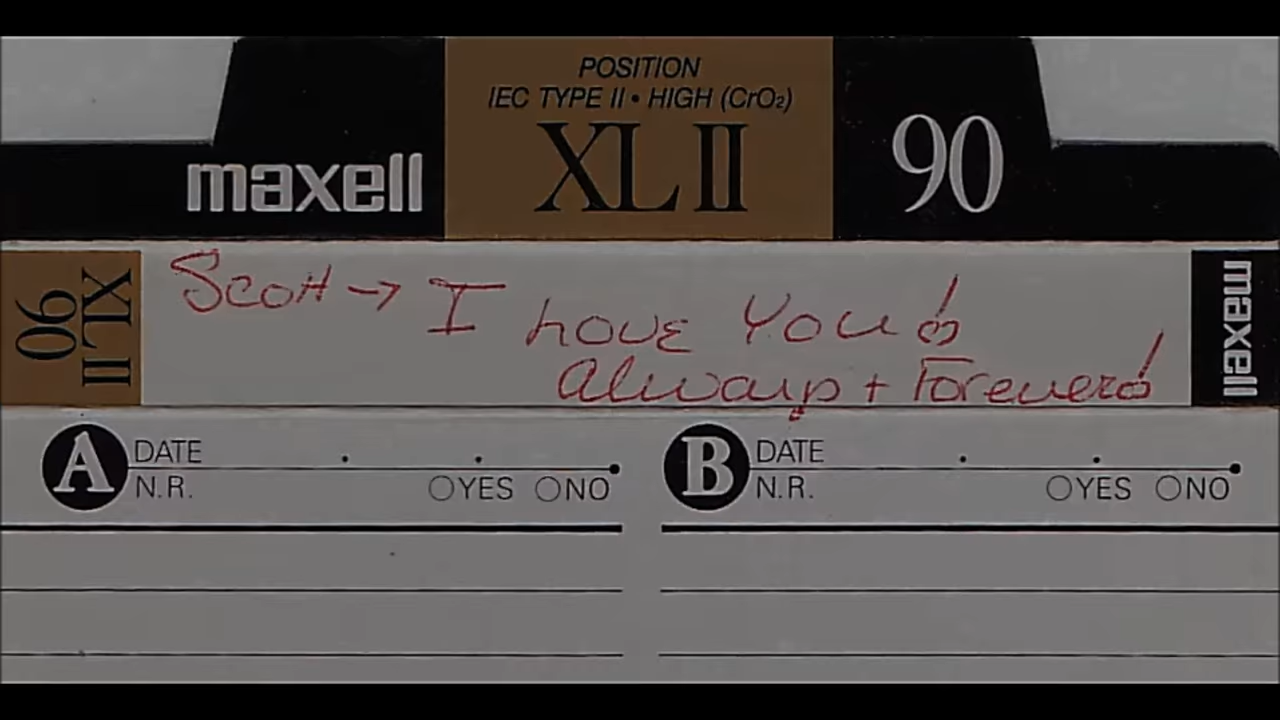 POSITION
IEC TYPE II • HIGH (CrO₂)
maxell XL II 90
XL II 90
Scott → I Love You!
Always + Forever!
maxell
A DATE . .
N.R. ○YES ○NO
B DATE . .
N.R. ○YES ○NO